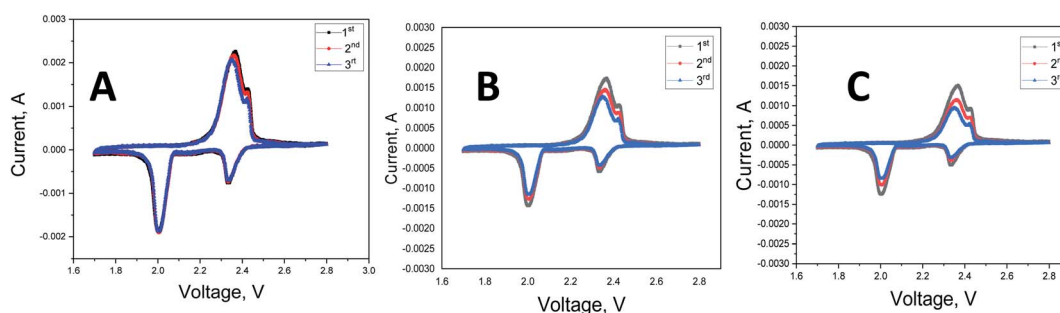 A
0.003
0.002
0.001
0.000
-0.001
-0.002
Current, A
1.6 1.8 2.0 2.2 2.4 2.6 2.8 3.0
Voltage, V
1st
2nd
3rt
B
0.0030
0.0025
0.0020
0.0015
0.0010
0.0005
0.0000
-0.0005
-0.0010
-0.0015
-0.0020
-0.0025
-0.0030
Current, A
1.6 1.8 2.0 2.2 2.4 2.6 2.8
Voltage, V
1st
2nd
3rd
C
0.0030
0.0025
0.0020
0.0015
0.0010
0.0005
0.0000
-0.0005
-0.0010
-0.0015
-0.0020
-0.0025
-0.0030
Current, A
1.6 1.8 2.0 2.2 2.4 2.6 2.8
Voltage, V
1s
2n
3r